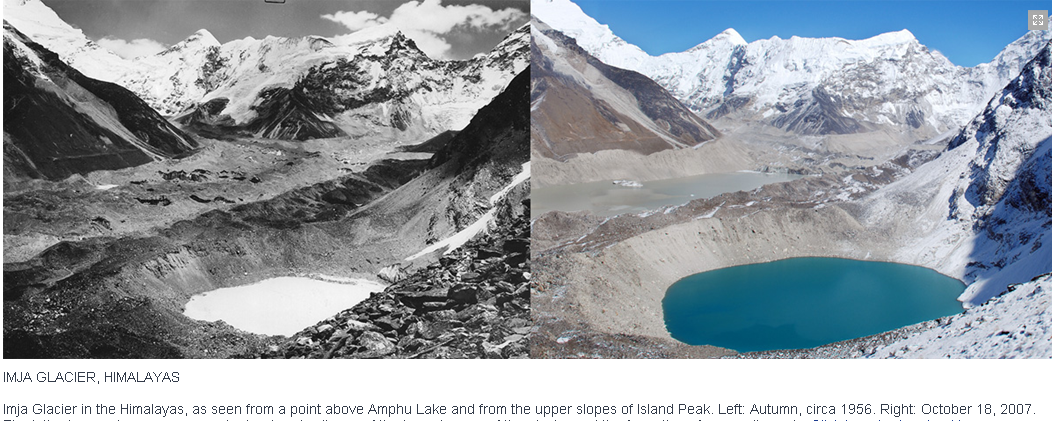 IMJA GLACIER, HIMALAYAS
Imja Glacier in the Himalayas, as seen from a point above Amphu Lake and from the upper slopes of Island Peak. Left: Autumn, circa 1956. Right: October 18, 2007.